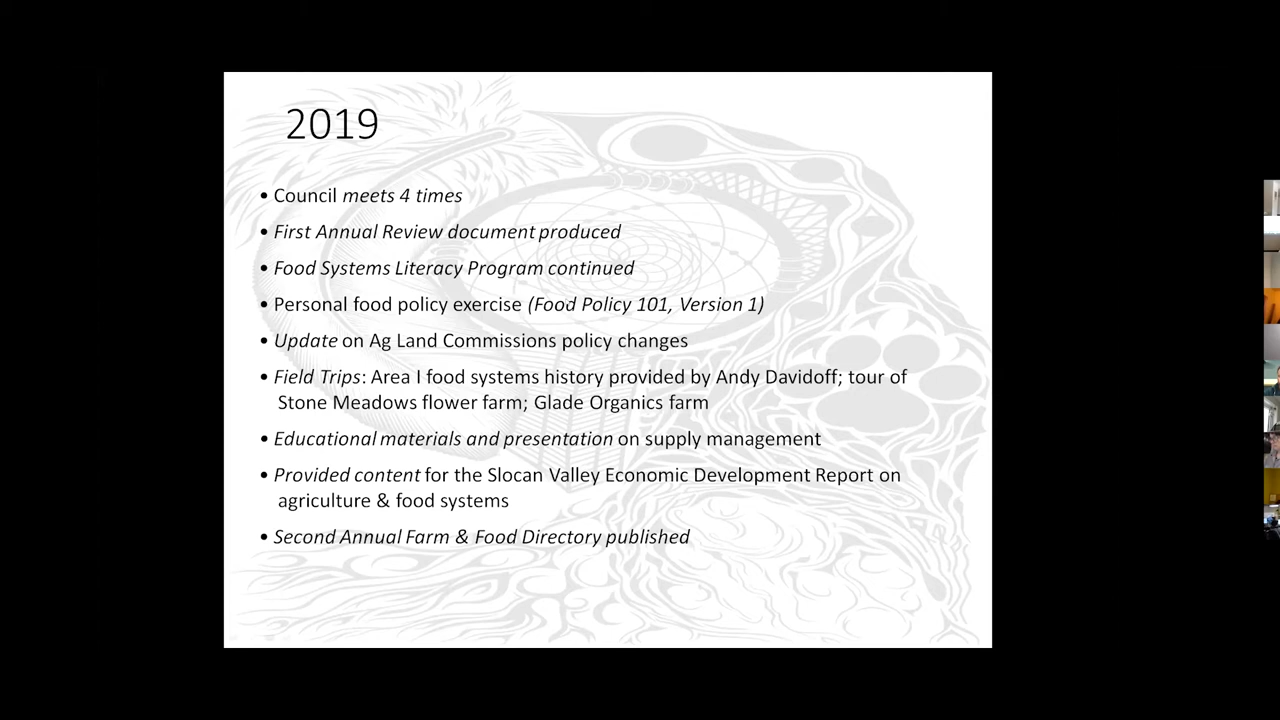 2019
• Council meets 4 times
• First Annual Review document produced
• Food Systems Literacy Program continued
• Personal food policy exercise (Food Policy 101, Version 1)
• Update on Ag Land Commissions policy changes
• Field Trips: Area I food systems history provided by Andy Davidoff; tour of
Stone Meadows flower farm; Glade Organics farm
• Educational materials and presentation on supply management
• Provided content for the Slocan Valley Economic Development Report on
agriculture & food systems
• Second Annual Farm & Food Directory published